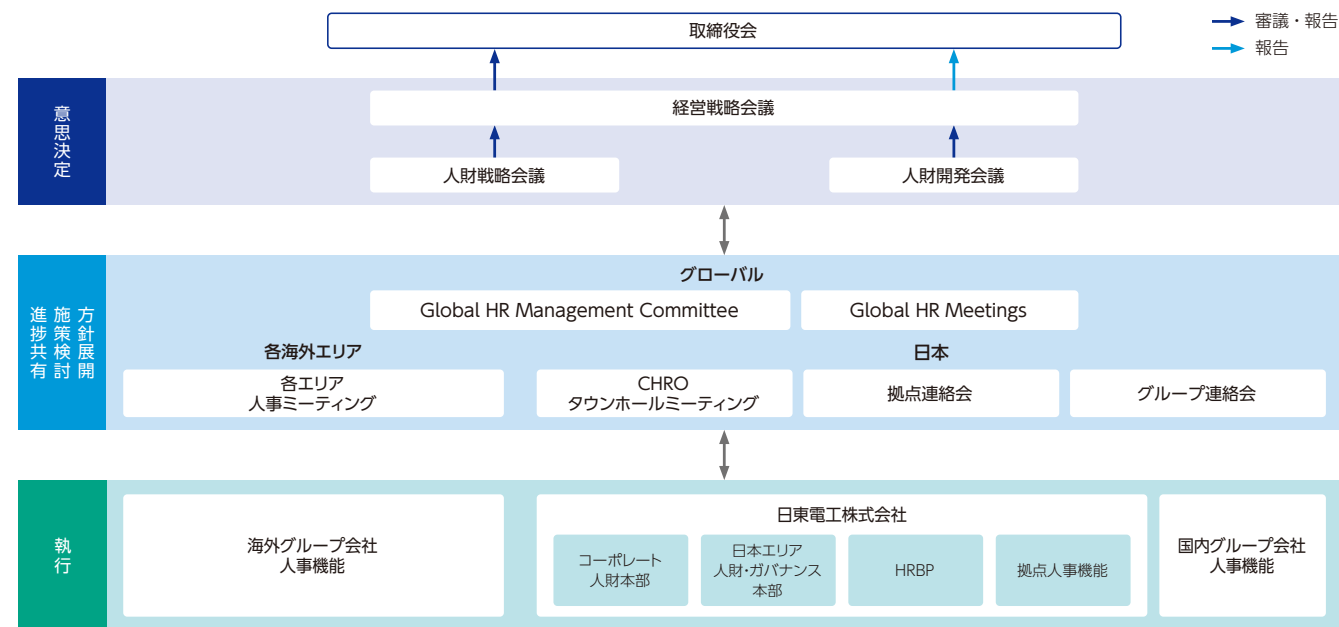 取締役会
審議・報告
報告
意思決定
経営戦略会議
人財戦略会議
人財開発会議
方針展開
施策検討
進捗共有
グローバル
Global HR Management Committee
Global HR Meetings
各海外エリア
日本
各エリア
人事ミーティング
CHRO
タウンホールミーティング
拠点連絡会
グループ連絡会
執行
海外グループ会社
人事機能
日東電工株式会社
コーポレート
人財本部
日本エリア
人財・ガバナンス
本部
HRBP
拠点人事機能
国内グループ会社
人事機能